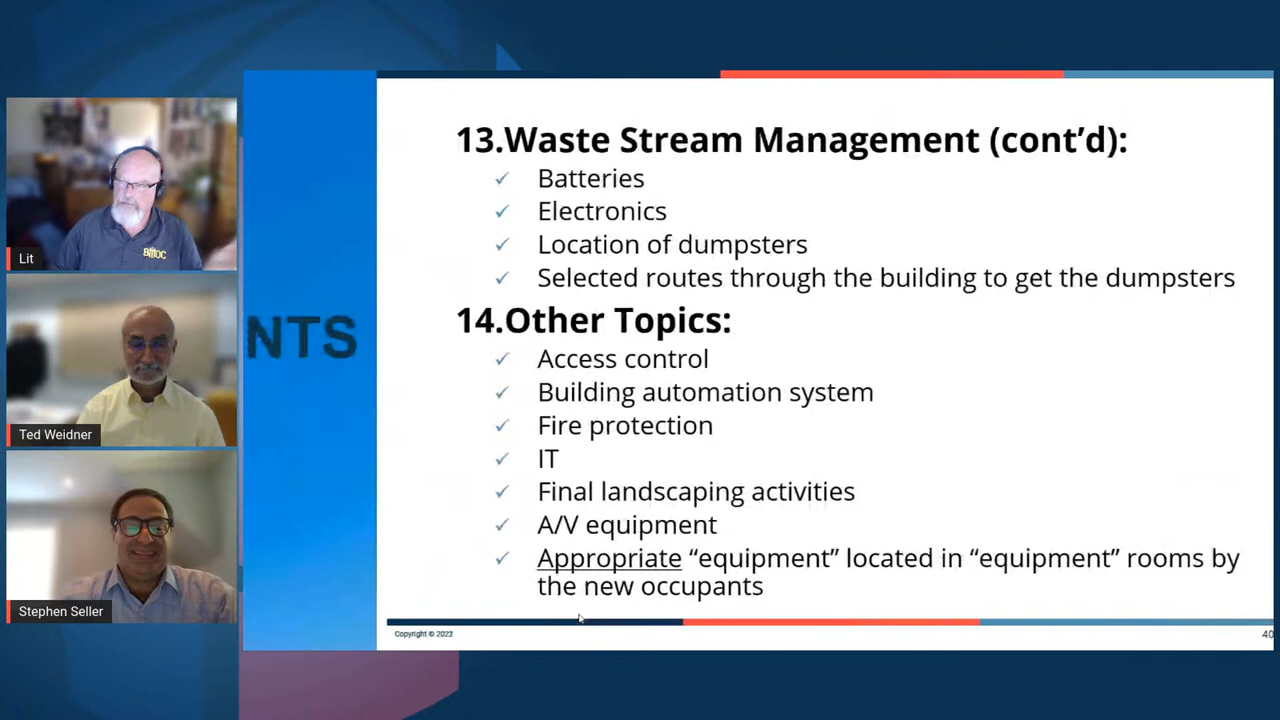 BMOC
Lit
Ted Weidner
Stephen Seller
NTS
13.Waste Stream Management (cont’d):
✓ Batteries
✓ Electronics
✓ Location of dumpsters
✓ Selected routes through the building to get the dumpsters
14.Other Topics:
✓ Access control
✓ Building automation system
✓ Fire protection
✓ IT
✓ Final landscaping activities
✓ A/V equipment
✓ Appropriate “equipment” located in “equipment” rooms by
the new occupants
Copyright © 2022
40